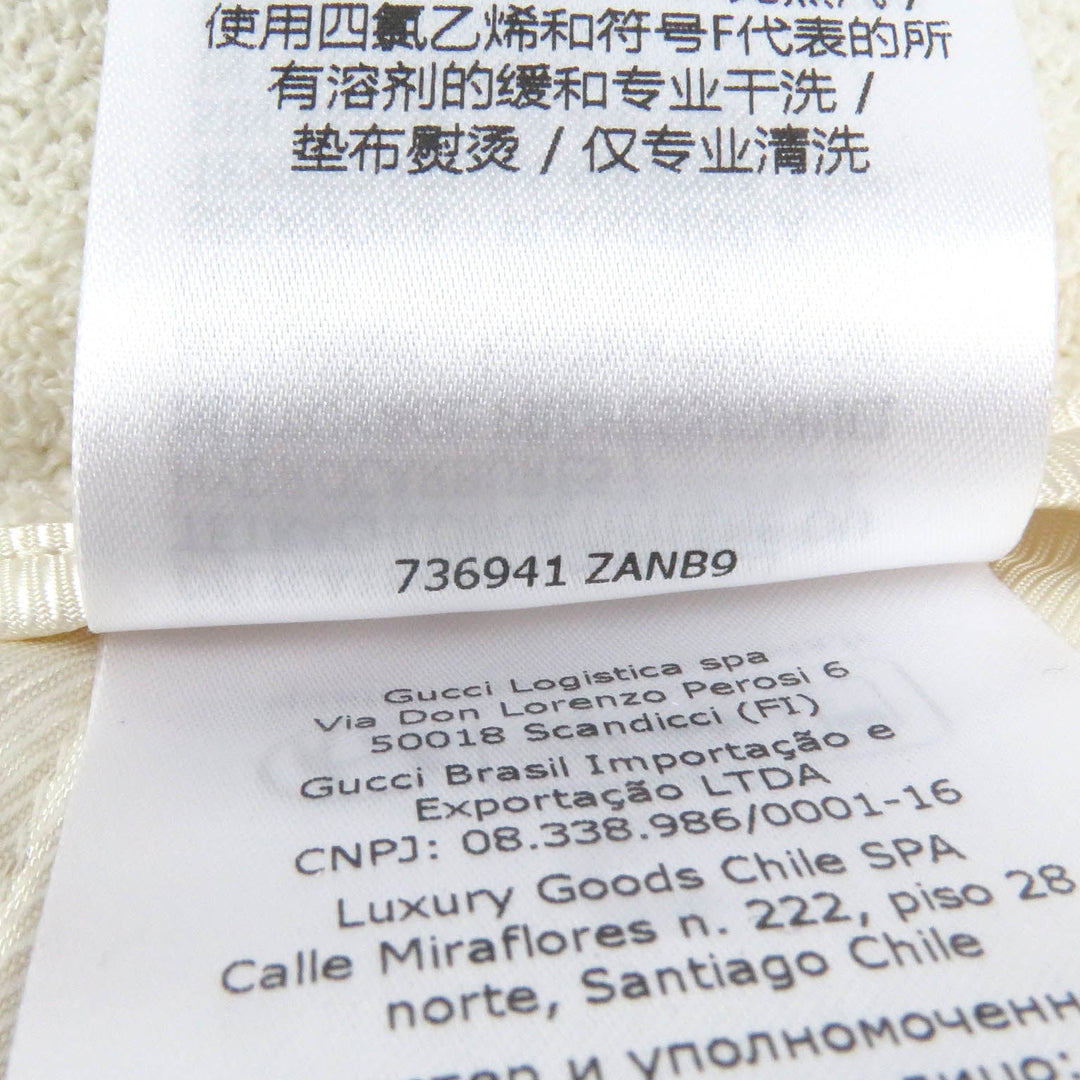 使用四氯乙烯和符号F代表的所
有溶剂的缓和专业干洗 /
垫布熨烫 / 仅专业清洗
736941 ZANB9
Gucci Logistica spa
Via Don Lorenzo Perosi 6
50018 Scandicci (FI)
Gucci Brasil Importação e
Exportação LTDA
CNPJ: 08.338.986/0001-16
Luxury Goods Chile SPA
Calle Miraflores n. 222, piso 28
norte, Santiago Chile
и уполномоченн